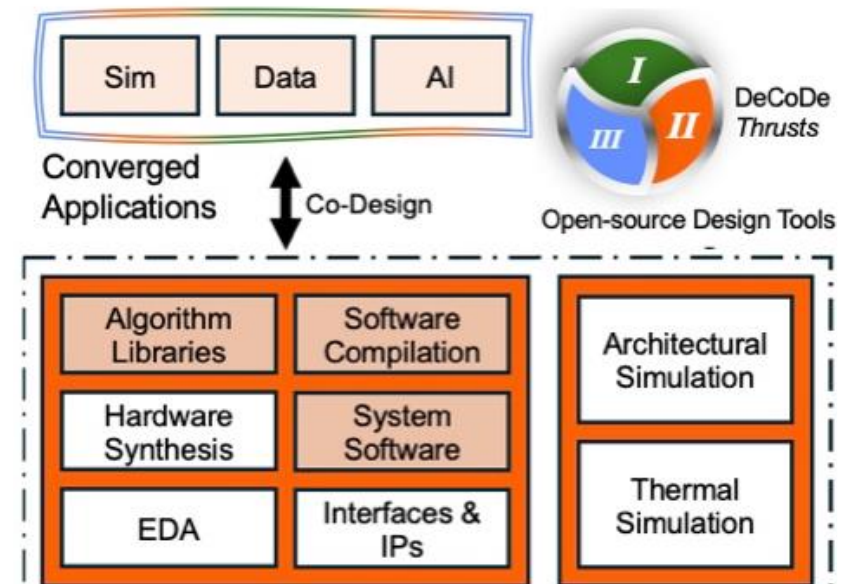 Sim
Data
AI
I
II
III
DeCoDe
Thrusts
Converged
Applications
Co-Design
Open-source Design Tools
Algorithm
Libraries
Software
Compilation
Hardware
Synthesis
System
Software
EDA
Interfaces &
IPs
Architectural
Simulation
Thermal
Simulation